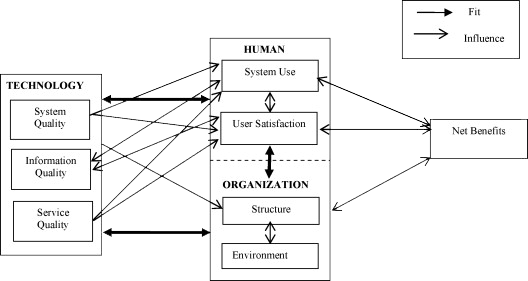 Fit
Influence
HUMAN
System Use
TECHNOLOGY
System
Quality
User Satisfaction
Net Benefits
Information
Quality
ORGANIZATION
Structure
Service
Quality
Environment